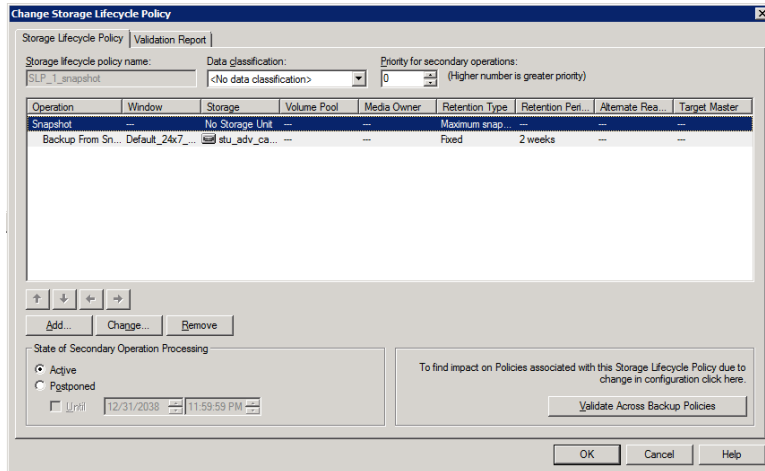 Change Storage Lifecycle Policy
Storage Lifecycle Policy Validation Report
Storage lifecycle policy name: Data classification: Priority for secondary operations:
SLP_1_snapshot <No data classification> 0 (Higher number is greater priority)
Operation Window Storage Volume Pool Media Owner Retention Type Retention Peri... Alternate Rea... Target Master
Snapshot --- No Storage Unit --- --- Maximum snap... --- --- ---
Backup From Sn... Default_24x7_... stu_adv_ca... --- --- Fixed 2 weeks --- ---
Add... Change... Remove
State of Secondary Operation Processing
Active
Postponed
Until 12/31/2038 11:59:59 PM
To find impact on Policies associated with this Storage Lifecycle Policy due to
change in configuration click here.
Validate Across Backup Policies
OK Cancel Help